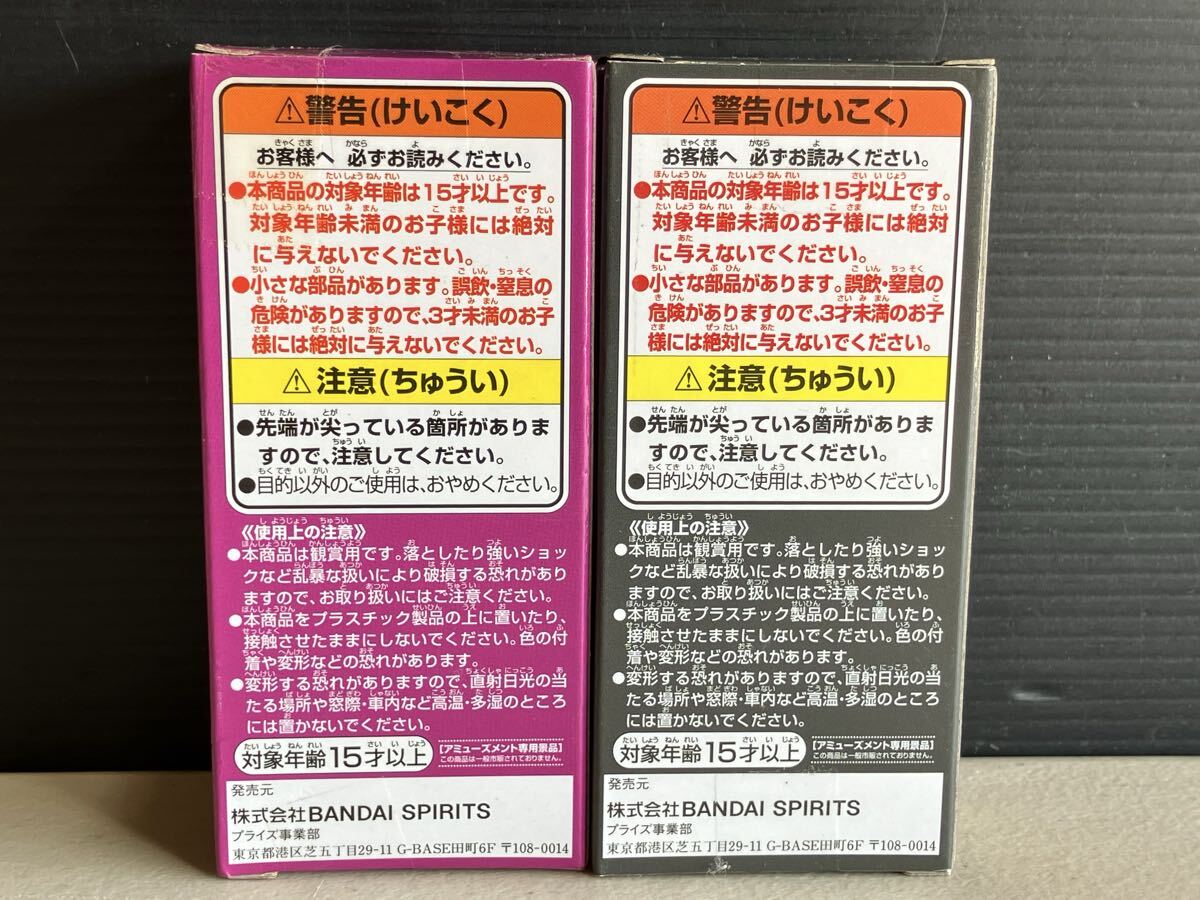 ⚠警告(けいこく)
お客様へ 必ずお読みください。
●本商品の対象年齢は15才以上です。
対象年齢未満のお子様には絶対
に与えないでください。
●小さな部品があります。誤飲・窒息の
危険がありますので、3才未満のお子
様には絶対に与えないでください。
⚠注意(ちゅうい)
●先端が尖っている箇所がありま
すので、注意してください。
●目的以外のご使用は、おやめください。
《使用上の注意》
●本商品は観賞用です。落としたり強いショッ
クなど乱暴な扱いにより破損する恐れがあり
ますので、お取り扱いにはご注意ください。
●本商品をプラスチック製品の上に置いたり、
接触させたままにしないでください。色の付
着や変形などの恐れがあります。
●変形する恐れがありますので、直射日光の当
たる場所や窓際・車内など高温・多湿のところ
には置かないでください。
対象年齢15才以上
【アミューズメント専用景品】
この商品は一般市販されておりません。
発売元
株式会社BANDAI SPIRITS
プライズ事業部
東京都港区芝五丁目29-11 G-BASE田町6F 〒108-0014
⚠警告(けいこく)
お客様へ 必ずお読みください。
●本商品の対象年齢は15才以上です。
対象年齢未満のお子様には絶対
に与えないでください。
●小さな部品があります。誤飲・窒息の
危険がありますので、3才未満のお子
様には絶対に与えないでください。
⚠注意(ちゅうい)
●先端が尖っている箇所がありま
すので、注意してください。
●目的以外のご使用は、おやめください。
《使用上の注意》
●本商品は観賞用です。落としたり強いショッ
クなど乱暴な扱いにより破損する恐れがあり
ますので、お取り扱いにはご注意ください。
●本商品をプラスチック製品の上に置いたり、
接触させたままにしないでください。色の付
着や変形などの恐れがあります。
●変形する恐れがありますので、直射日光の当
たる場所や窓際・車内など高温・多湿のところ
には置かないでください。
対象年齢15才以上
【アミューズメント専用景品】
この商品は一般市販されておりません。
発売元
株式会社BANDAI SPIRITS
プライズ事業部
東京都港区芝五丁目29-11 G-BASE田町6F 〒108-0014